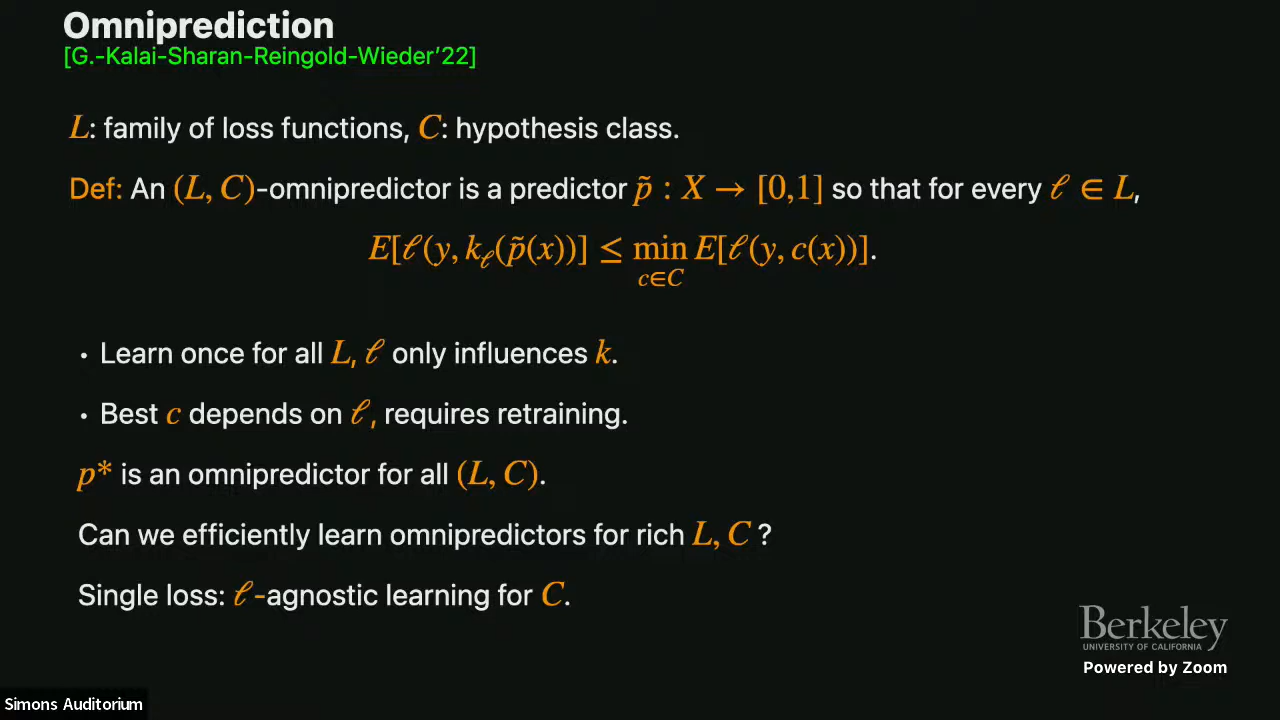 Omniprediction
[G.-Kalai-Sharan-Reingold-Wieder’22]
L: family of loss functions, C: hypothesis class.
Def: An (L, C)-omnipredictor is a predictor p̃ : X → [0,1] so that for every ℓ ∈ L,
E[ℓ(y, k_ℓ(p̃(x))] ≤ min E[ℓ(y, c(x))].
c∈C
• Learn once for all L, ℓ only influences k.
• Best c depends on ℓ, requires retraining.
p* is an omnipredictor for all (L, C).
Can we efficiently learn omnipredictors for rich L, C ?
Single loss: ℓ-agnostic learning for C.
Berkeley
UNIVERSITY OF CALIFORNIA
Powered by Zoom
Simons Auditorium